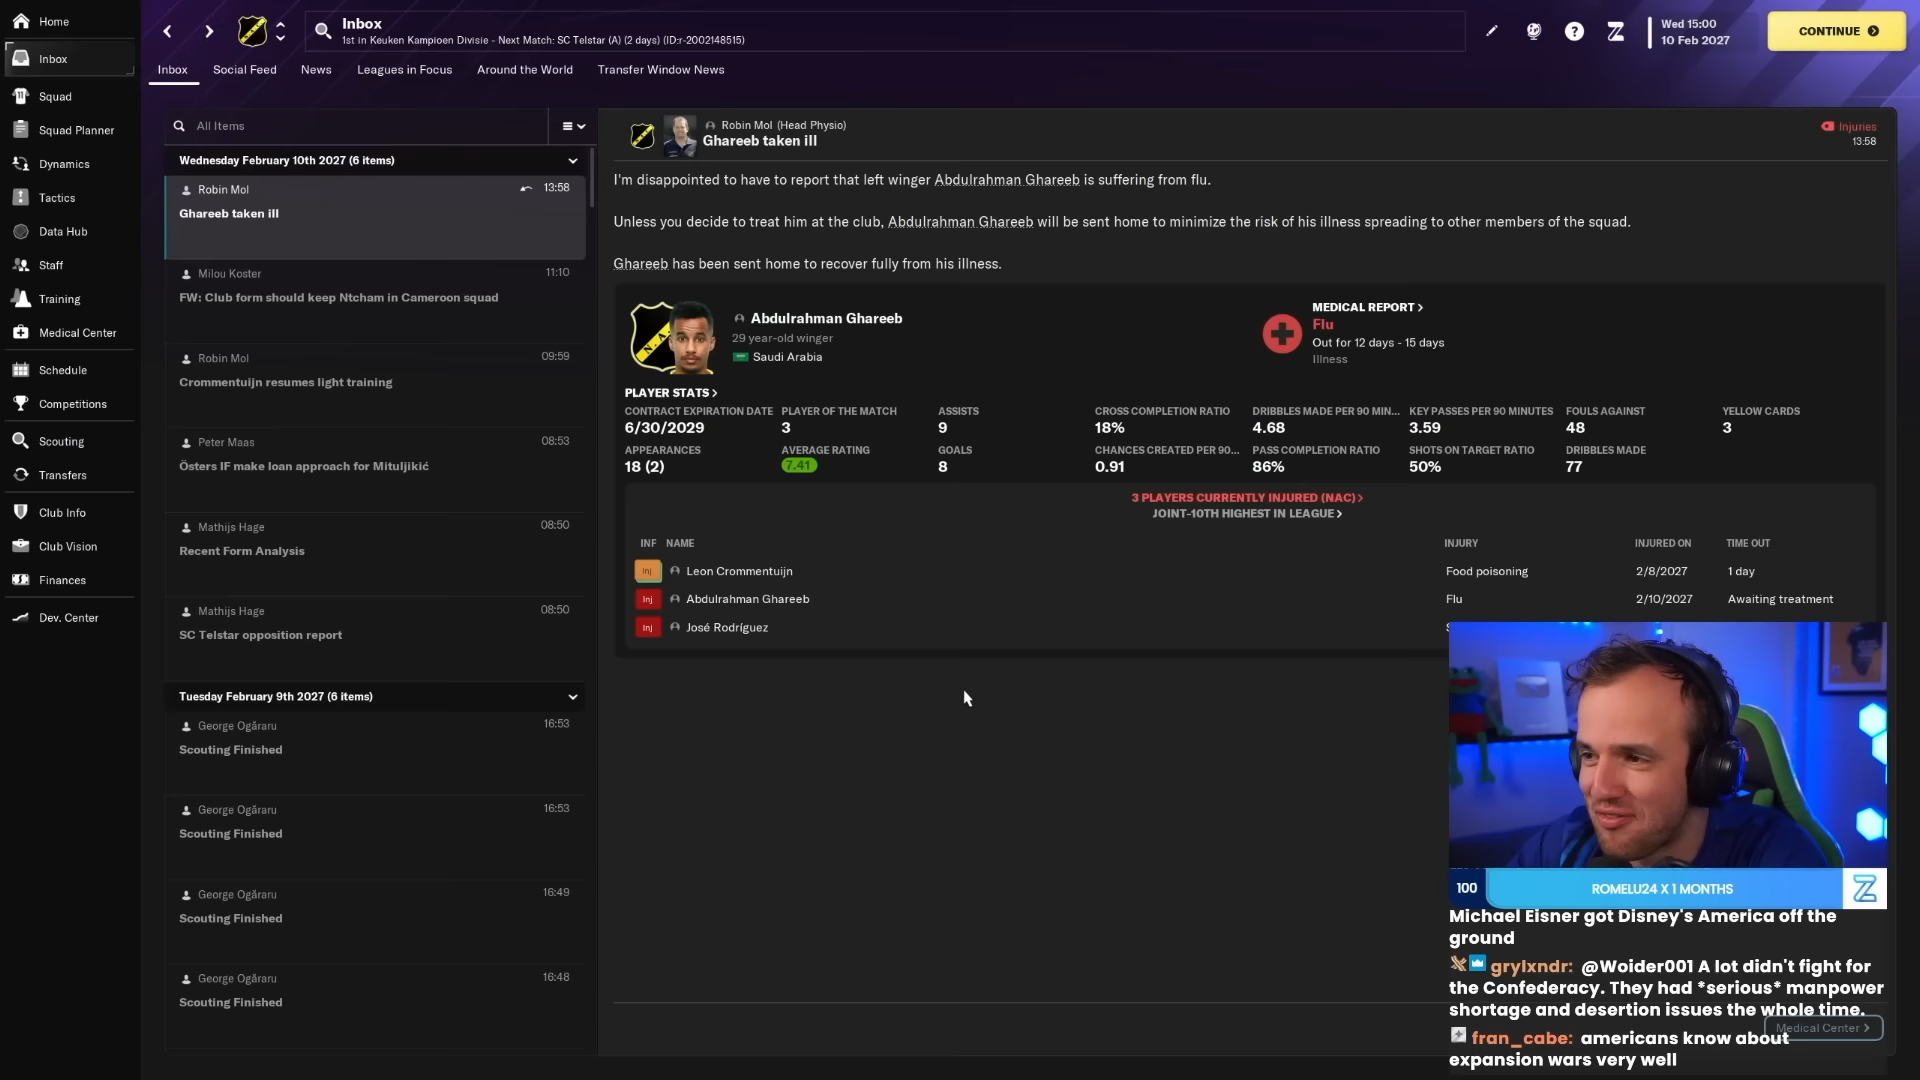 Home
Inbox
Squad
Squad Planner
Dynamics
Tactics
Data Hub
Staff
Training
Medical Center
Schedule
Competitions
Scouting
Transfers
Club Info
Club Vision
Finances
Dev. Center
Inbox
1st in Keuken Kampioen Divisie - Next Match: SC Telstar (A) (2 days) (ID:r-2002148515)
Wed 15:00
10 Feb 2027
CONTINUE
Inbox Social Feed News Leagues in Focus Around the World Transfer Window News
All Items
Wednesday February 10th 2027 (6 items)
Robin Mol 13:58
Ghareeb taken ill
Milou Koster 11:10
FW: Club form should keep Ntcham in Cameroon squad
Robin Mol 09:59
Crommentuijn resumes light training
Peter Maas 08:53
Östers IF make loan approach for Mituljikić
Mathijs Hage 08:50
Recent Form Analysis
Mathijs Hage 08:50
SC Telstar opposition report
Tuesday February 9th 2027 (6 items)
George Ogăraru 16:53
Scouting Finished
George Ogăraru 16:53
Scouting Finished
George Ogăraru 16:49
Scouting Finished
George Ogăraru 16:48
Scouting Finished
Robin Mol (Head Physio)
Ghareeb taken ill
Injuries
13:58
I'm disappointed to have to report that left winger Abdulrahman Ghareeb is suffering from flu.
Unless you decide to treat him at the club, Abdulrahman Ghareeb will be sent home to minimize the risk of his illness spreading to other members of the squad.
Ghareeb has been sent home to recover fully from his illness.
Abdulrahman Ghareeb
29 year-old winger
Saudi Arabia
MEDICAL REPORT >
Flu
Out for 12 days - 15 days
Illness
PLAYER STATS >
CONTRACT EXPIRATION DATE PLAYER OF THE MATCH ASSISTS CROSS COMPLETION RATIO DRIBBLES MADE PER 90 MIN... KEY PASSES PER 90 MINUTES FOULS AGAINST YELLOW CARDS
6/30/2029 3 9 18% 4.68 3.59 48 3
APPEARANCES AVERAGE RATING GOALS CHANCES CREATED PER 90... PASS COMPLETION RATIO SHOTS ON TARGET RATIO DRIBBLES MADE
18 (2) 7.41 8 0.91 86% 50% 77
3 PLAYERS CURRENTLY INJURED (NAC) >
JOINT-10TH HIGHEST IN LEAGUE >
INF NAME INJURY INJURED ON TIME OUT
Inj Leon Crommentuijn Food poisoning 2/8/2027 1 day
Inj Abdulrahman Ghareeb Flu 2/10/2027 Awaiting treatment
Inj José Rodríguez
100 ROMELU24 X 1 MONTHS
Michael Eisner got Disney's America off the
ground
grylxndr: @Woider001 A lot didn't fight for
the Confederacy. They had *serious* manpower
shortage and desertion issues the whole time.
Medical Center >
fran_cabe: americans know about
expansion wars very well